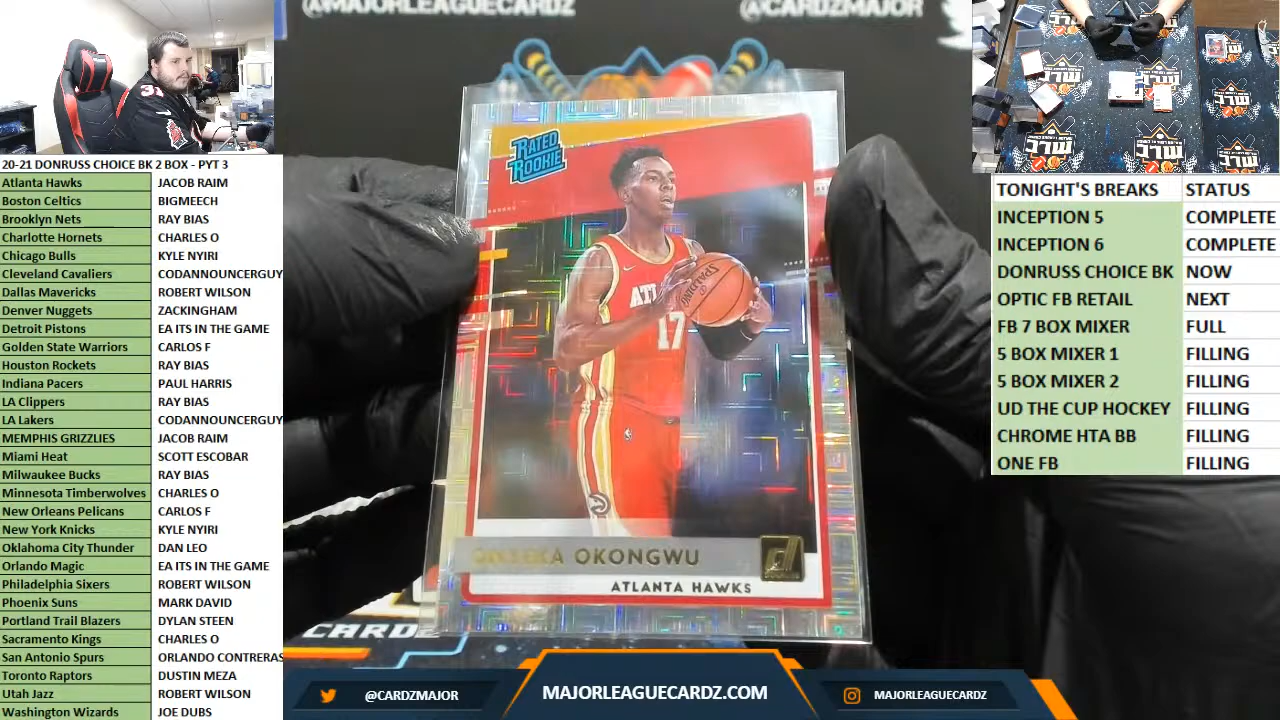 @MAJORLEAGUECARDZ
@CARDZMAJOR
20-21 DONRUSS CHOICE BK 2 BOX - PYT 3
Atlanta Hawks JACOB RAIM
Boston Celtics BIGMEECH
Brooklyn Nets RAY BIAS
Charlotte Hornets CHARLES O
Chicago Bulls KYLE NYIRI
Cleveland Cavaliers CODANNOUNCERGUY
Dallas Mavericks ROBERT WILSON
Denver Nuggets ZACKINGHAM
Detroit Pistons EA ITS IN THE GAME
Golden State Warriors CARLOS F
Houston Rockets RAY BIAS
Indiana Pacers PAUL HARRIS
LA Clippers RAY BIAS
LA Lakers CODANNOUNCERGUY
MEMPHIS GRIZZLIES JACOB RAIM
Miami Heat SCOTT ESCOBAR
Milwaukee Bucks RAY BIAS
Minnesota Timberwolves CHARLES O
New Orleans Pelicans CARLOS F
New York Knicks KYLE NYIRI
Oklahoma City Thunder DAN LEO
Orlando Magic EA ITS IN THE GAME
Philadelphia Sixers ROBERT WILSON
Phoenix Suns MARK DAVID
Portland Trail Blazers DYLAN STEEN
Sacramento Kings CHARLES O
San Antonio Spurs ORLANDO CONTRERAS
Toronto Raptors DUSTIN MEZA
Utah Jazz ROBERT WILSON
Washington Wizards JOE DUBS
RATED
ROOKIE
SPALDING
17
OKONGWU
ATLANTA HAWKS
CARD
TONIGHT'S BREAKS STATUS
INCEPTION 5 COMPLETE
INCEPTION 6 COMPLETE
DONRUSS CHOICE BK NOW
OPTIC FB RETAIL NEXT
FB 7 BOX MIXER FULL
5 BOX MIXER 1 FILLING
5 BOX MIXER 2 FILLING
UD THE CUP HOCKEY FILLING
CHROME HTA BB FILLING
ONE FB FILLING
@CARDZMAJOR
MAJORLEAGUECARDZ.COM
MAJORLEAGUECARDZ